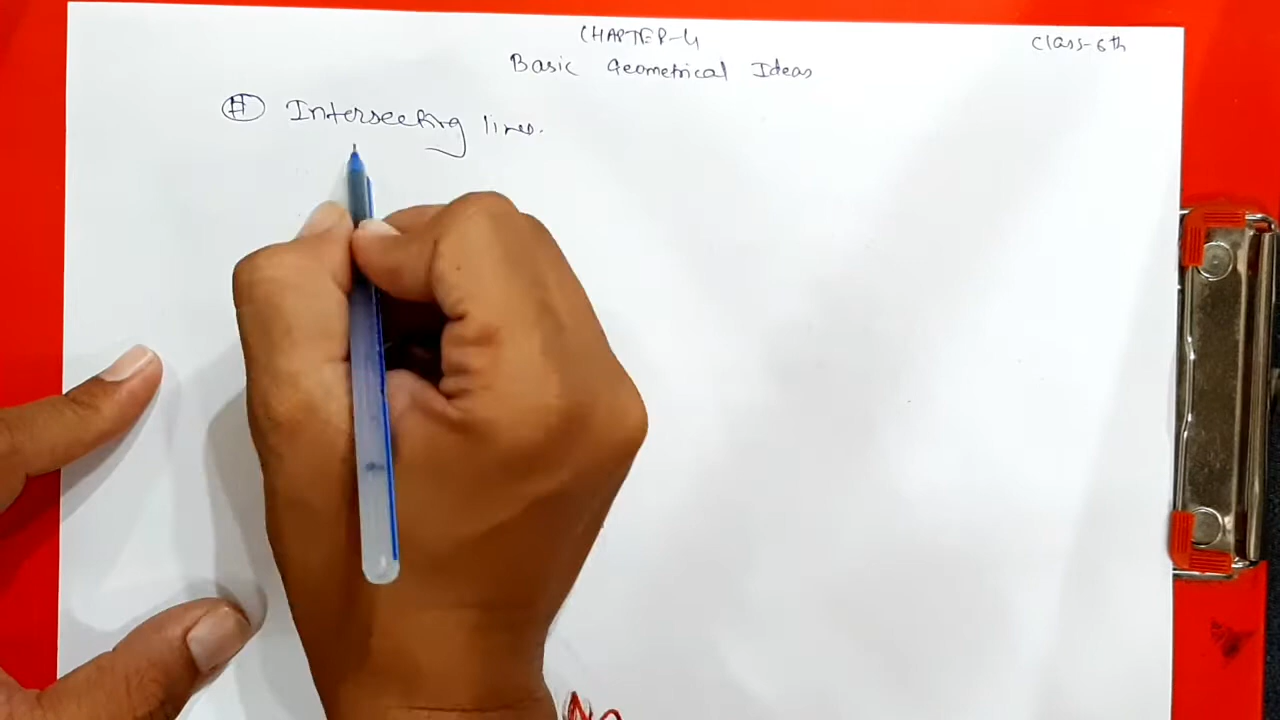 CHAPTER-4
Class-6th
Basic Geometrical Ideas
# Intersecting lines.